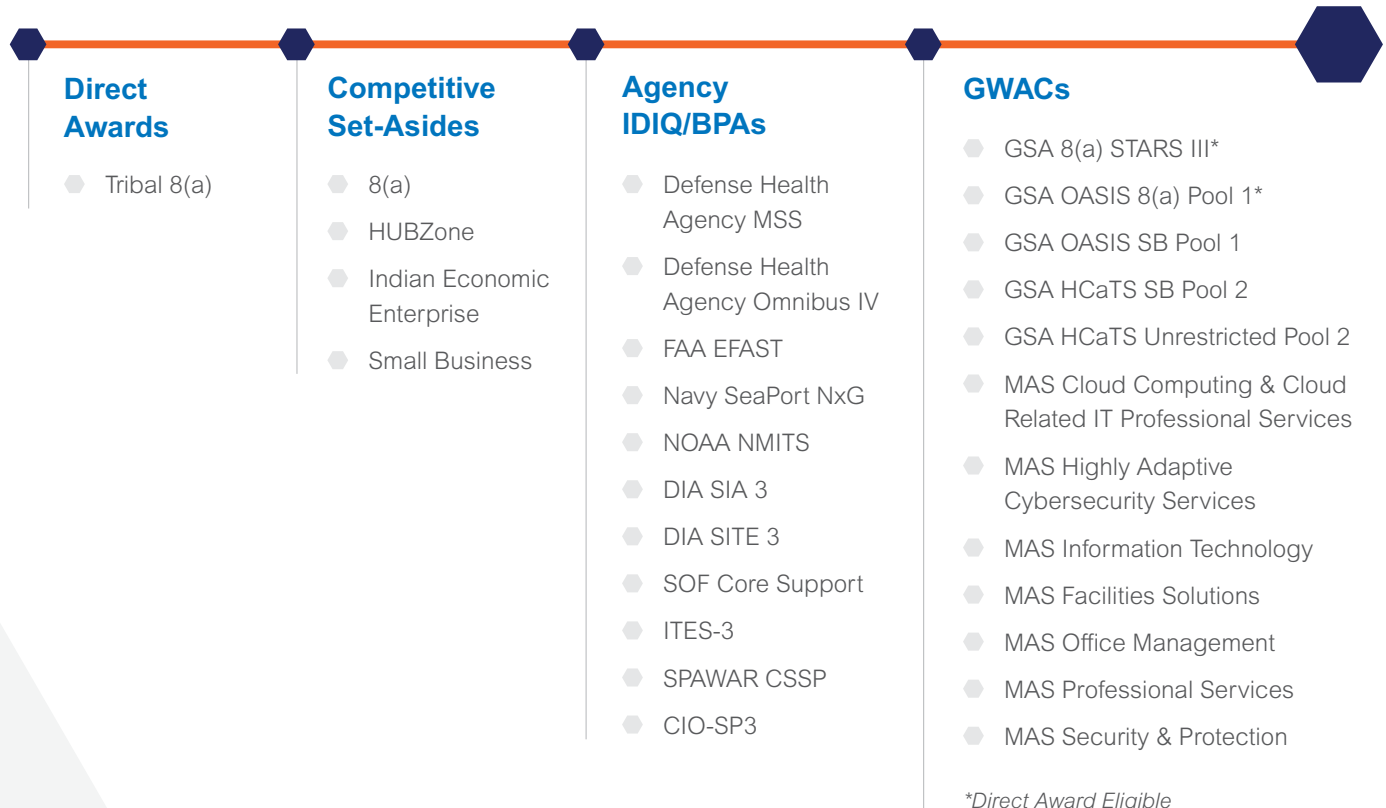 Direct
Awards
Tribal 8(a)
Competitive
Set-Asides
8(a)
HUBZone
Indian Economic
Enterprise
Small Business
Agency
IDIQ/BPAs
Defense Health
Agency MSS
Defense Health
Agency Omnibus IV
FAA EFAST
Navy SeaPort NxG
NOAA NMITS
DIA SIA 3
DIA SITE 3
SOF Core Support
ITES-3
SPAWAR CSSP
CIO-SP3
GWACs
GSA 8(a) STARS III*
GSA OASIS 8(a) Pool 1*
GSA OASIS SB Pool 1
GSA HCaTS SB Pool 2
GSA HCaTS Unrestricted Pool 2
MAS Cloud Computing & Cloud
Related IT Professional Services
MAS Highly Adaptive
Cybersecurity Services
MAS Information Technology
MAS Facilities Solutions
MAS Office Management
MAS Professional Services
MAS Security & Protection
*Direct Award Eligible